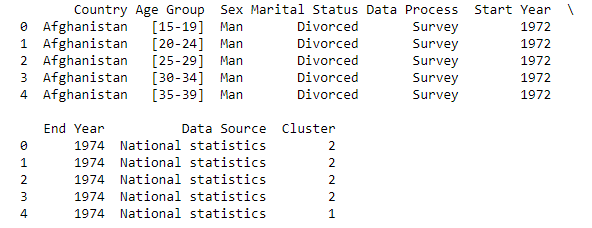 Country Age Group Sex Marital Status Data Process Start Year \
0 Afghanistan [15-19] Man Divorced Survey 1972
1 Afghanistan [20-24] Man Divorced Survey 1972
2 Afghanistan [25-29] Man Divorced Survey 1972
3 Afghanistan [30-34] Man Divorced Survey 1972
4 Afghanistan [35-39] Man Divorced Survey 1972
End Year Data Source Cluster
0 1974 National statistics 2
1 1974 National statistics 2
2 1974 National statistics 2
3 1974 National statistics 2
4 1974 National statistics 1